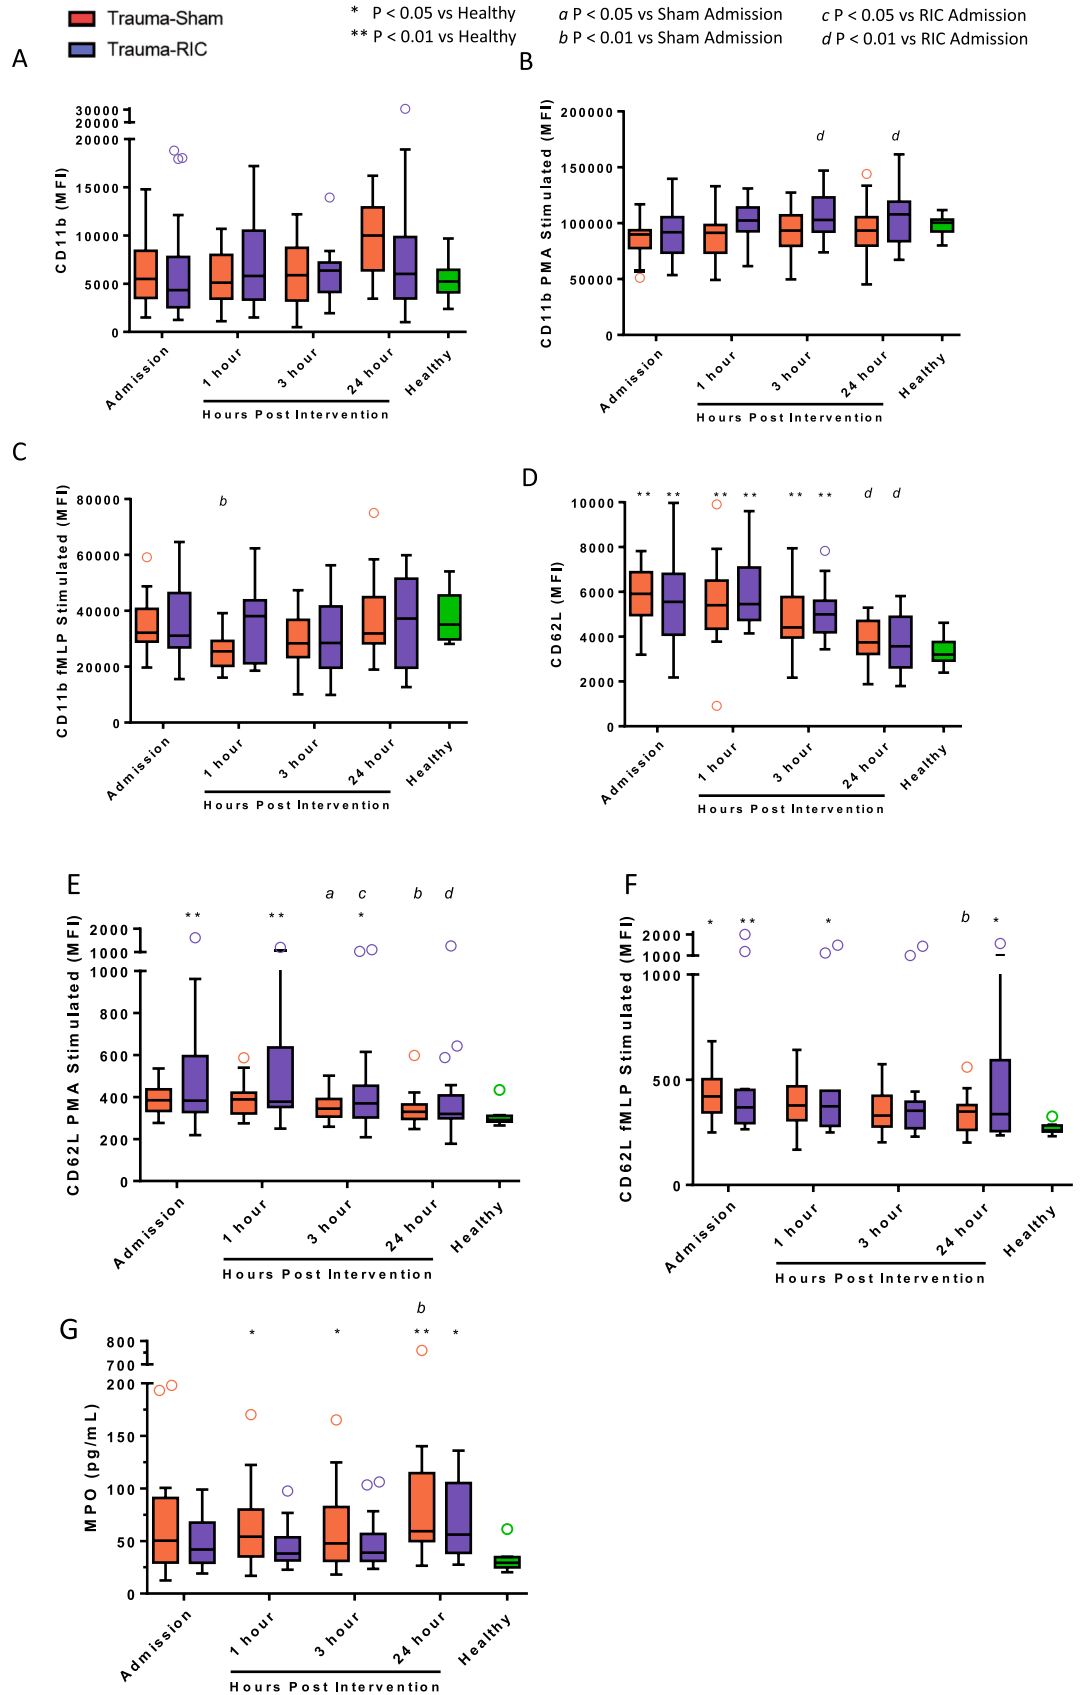 Trauma-Sham
Trauma-RIC
* P < 0.05 vs Healthy
** P < 0.01 vs Healthy
a P < 0.05 vs Sham Admission
b P < 0.01 vs Sham Admission
c P < 0.05 vs RIC Admission
d P < 0.01 vs RIC Admission
A
CD11b (MFI)
30000
20000
20000
15000
10000
5000
0
Admission
1 hour
3 hour
24 hour
Healthy
Hours Post Intervention
B
CD11b PMA Stimulated (MFI)
200000
150000
100000
50000
0
d
d
Admission
1 hour
3 hour
24 hour
Healthy
Hours Post Intervention
C
CD11b fMLP Stimulated (MFI)
80000
60000
40000
20000
0
b
Admission
1 hour
3 hour
24 hour
Healthy
Hours Post Intervention
D
CD62L (MFI)
10000
8000
6000
4000
2000
0
** ** ** ** ** ** d d
Admission
1 hour
3 hour
24 hour
Healthy
Hours Post Intervention
E
CD62L PMA Stimulated (MFI)
2000
1000
1000
800
600
400
200
0
a c b d
** ** *
Admission
1 hour
3 hour
24 hour
Healthy
Hours Post Intervention
F
CD62L fMLP Stimulated (MFI)
2000
1000
1000
500
0
b
* ** * *
Admission
1 hour
3 hour
24 hour
Healthy
Hours Post Intervention
G
MPO (pg/mL)
800
700
200
150
100
50
0
b
* * ** *
Admission
1 hour
3 hour
24 hour
Healthy
Hours Post Intervention